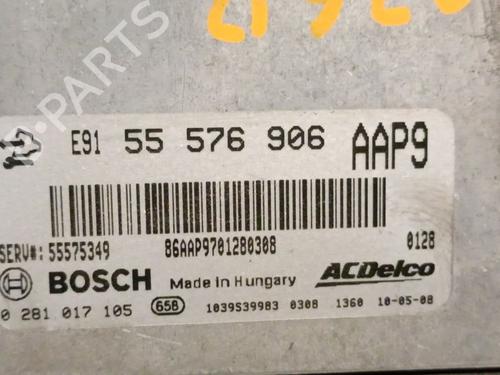 B-PARTS
E91 55 576 906 AAP9
SERV#: 55575349 86AAP9701280308 0128
BOSCH Made in Hungary ACDelco
0 281 017 105 65B 1039S39983 0308 1360 10-05-08